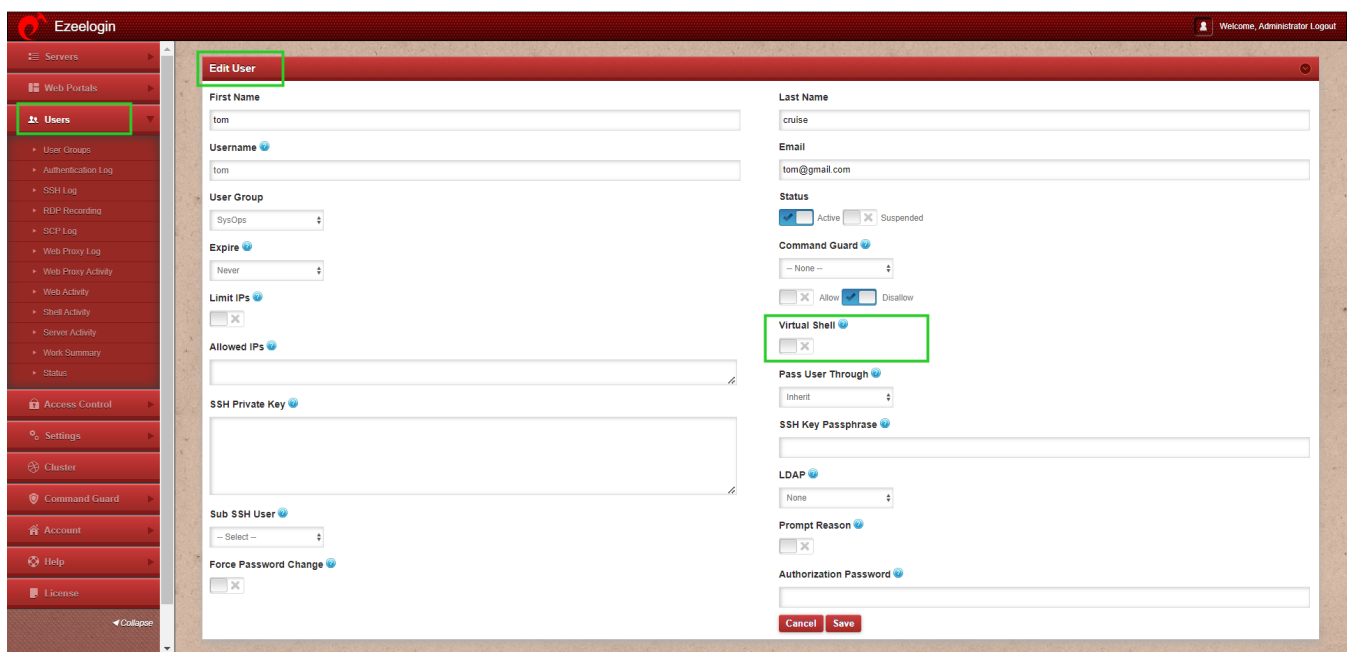 Ezeelogin
Welcome, Administrator Logout
Servers
Web Portals
Users
User Groups
Authentication Log
SSH Log
RDP Recording
SCP Log
Web Proxy Log
Web Proxy Activity
Web Activity
Shell Activity
Server Activity
Work Summary
Status
Access Control
Settings
Cluster
Command Guard
Account
Help
License
Collapse
Edit User
First Name
tom
Username
tom
User Group
SysOps
Expire
Never
Limit IPs
Allowed IPs
SSH Private Key
Sub SSH User
-- Select --
Force Password Change
Last Name
cruise
Email
tom@gmail.com
Status
Active Suspended
Command Guard
-- None --
Allow Disallow
Virtual Shell
Pass User Through
Inherit
SSH Key Passphrase
LDAP
None
Prompt Reason
Authorization Password
Cancel Save